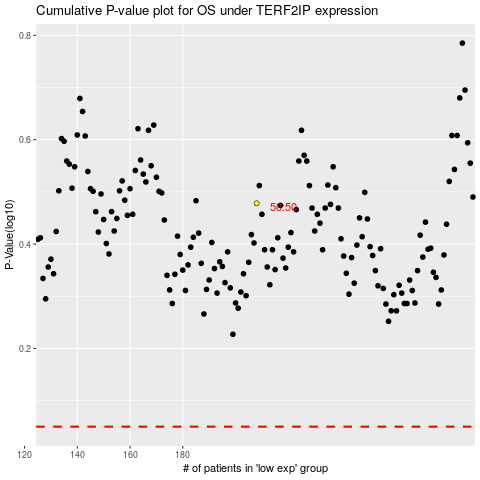 Cumulative P-value plot for OS under TERF2IP expression
P-Value(log10)
0.8
0.6
0.4
0.2
50:50
120 140 160 180
# of patients in 'low exp' group